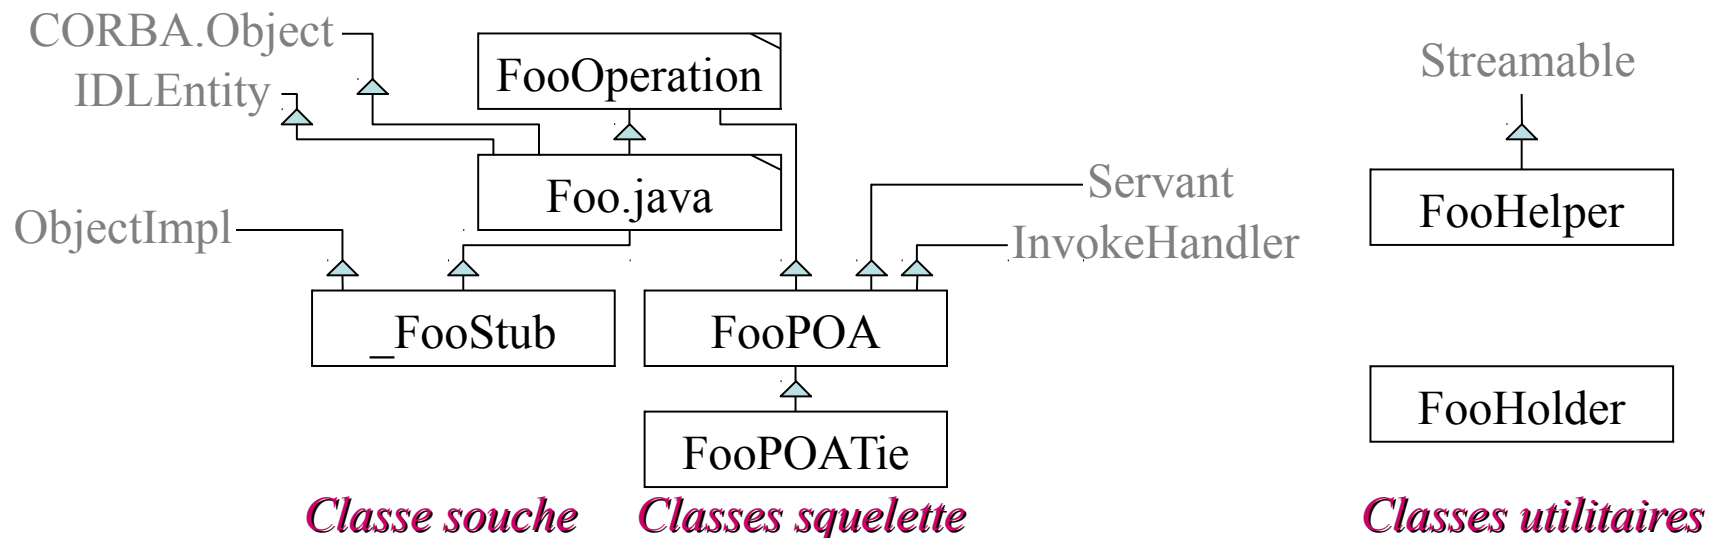 CORBA.Object
IDLEntity
FooOperation
Streamable
Foo.java
Servant
InvokeHandler
FooHelper
ObjectImpl
_FooStub
FooPOA
FooHolder
FooPOATie
Classe souche
Classes squelette
Classes utilitaires